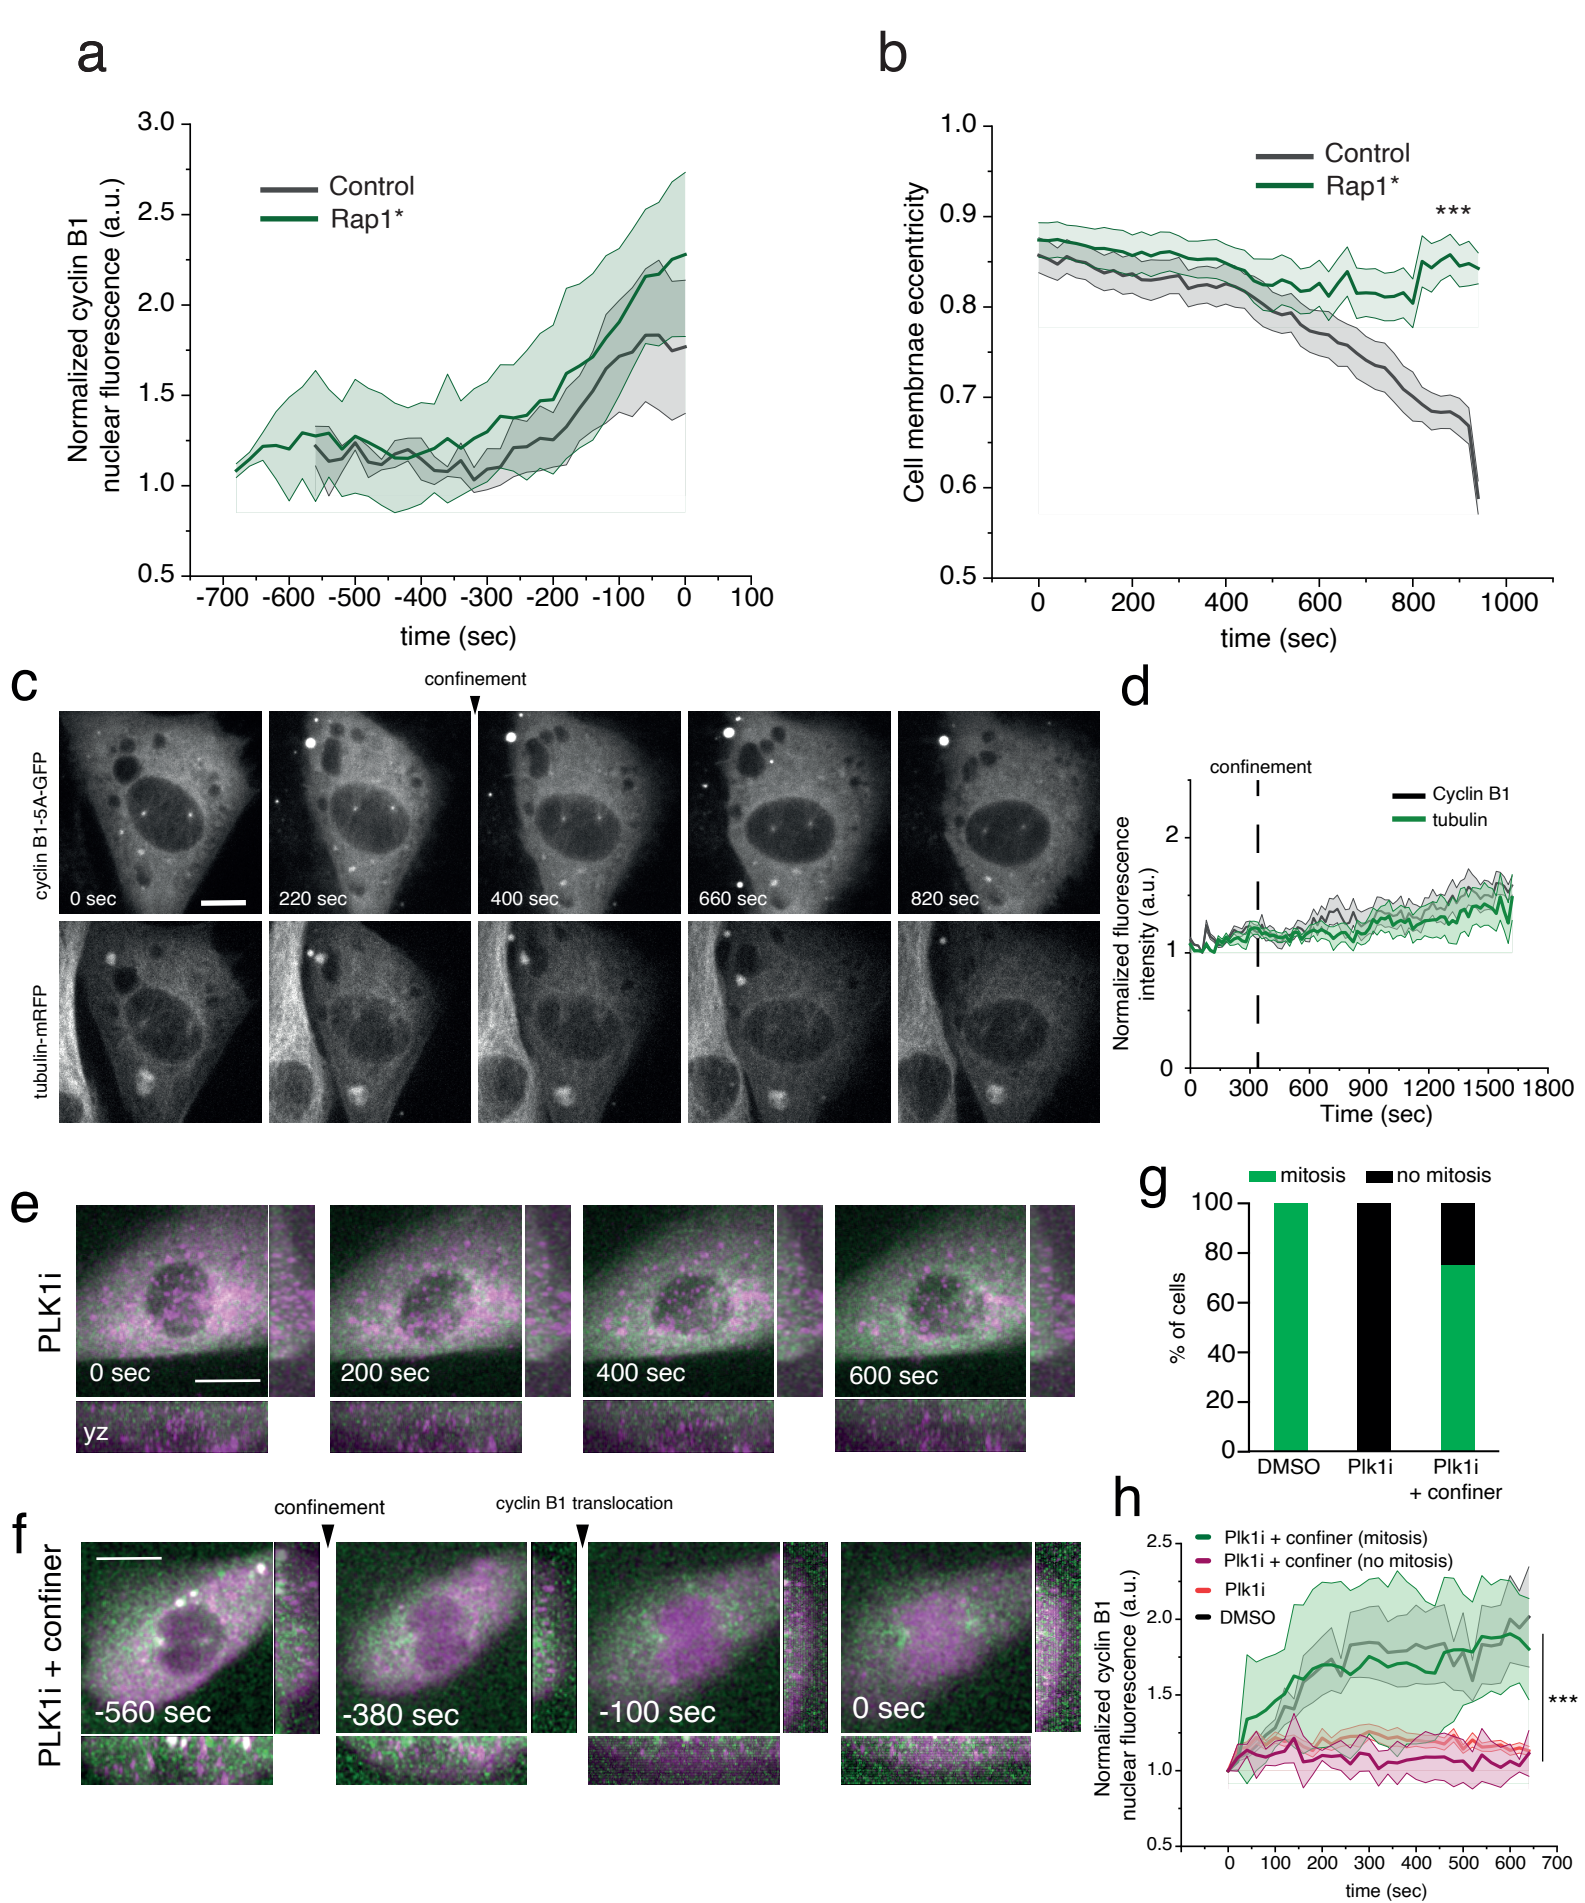 a
3.0
2.5
2.0
1.5
1.0
0.5
Normalized cyclin B1
nuclear fluorescence (a.u.)
Control
Rap1*
-700 -600 -500 -400 -300 -200 -100 0 100
time (sec)
b
1.0
0.9
0.8
0.7
0.6
0.5
Cell membrnae eccentricity
Control
Rap1*
***
0 200 400 600 800 1000
time (sec)
c
confinement
cyclin B1-5A-GFP
0 sec
220 sec
400 sec
660 sec
820 sec
tubulin-mRFP
d
confinement
Cyclin B1
tubulin
Normalized fluorescence
intensity (a.u.)
2
1
0
0 300 600 900 1200 1500 1800
Time (sec)
e
PLK1i
0 sec
200 sec
400 sec
600 sec
yz
f
confinement
cyclin B1 translocation
PLK1i + confiner
-560 sec
-380 sec
-100 sec
0 sec
g
mitosis
no mitosis
100
80
60
40
20
0
% of cells
DMSO
Plk1i
Plk1i
+ confiner
h
Plk1i + confiner (mitosis)
Plk1i + confiner (no mitosis)
Plk1i
DMSO
2.5
2.0
1.5
1.0
0.5
Normalized cyclin B1
nuclear fluorescence (a.u.)
***
0 100 200 300 400 500 600 700
time (sec)